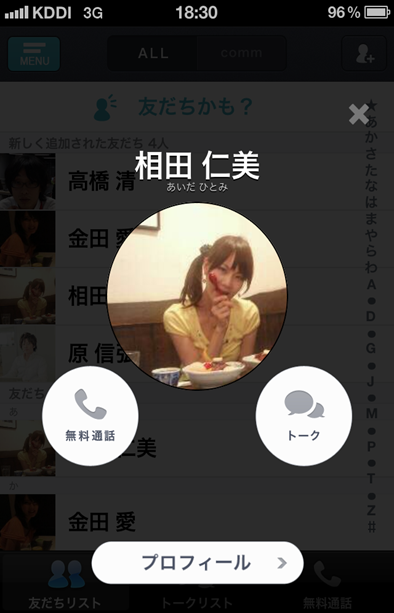 KDDI 3G 18:30 96%
MENU
ALL
comm
友だちかも？
新しく追加された友だち 4人
★
あ
か
さ
た
な
は
ま
や
ら
わ
A
●
D
●
G
●
J
●
M
●
P
●
T
●
Z
#
相田 仁美
あいだ ひとみ
高橋 清
金田 愛
相田
原 信
友だち
あ
仁美
か
金田 愛
無料通話
トーク
プロフィール
友だちリスト
トークリスト
無料通話